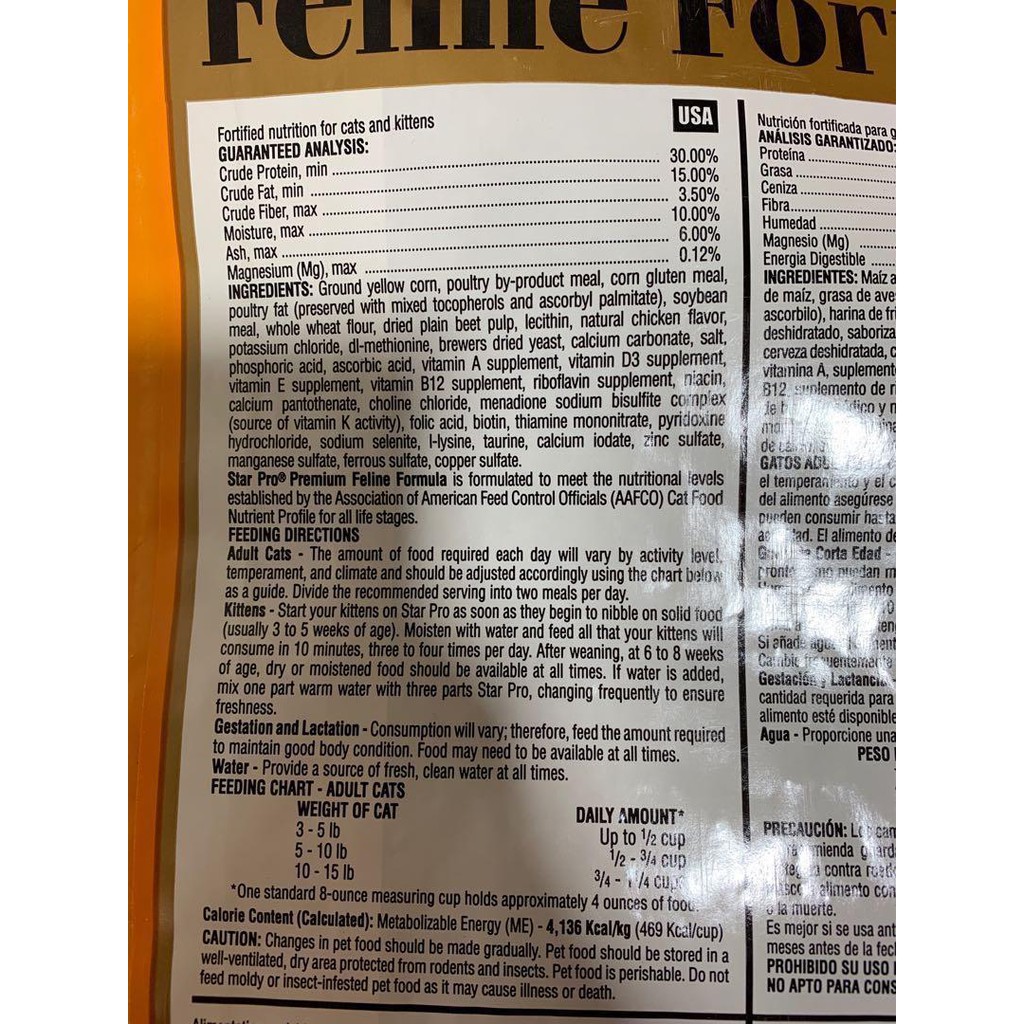 Feline For
USA
Fortified nutrition for cats and kittens
GUARANTEED ANALYSIS:
Crude Protein, min ........ 30.00%
Crude Fat, min ........ 15.00%
Crude Fiber, max ........ 3.50%
Moisture, max ........ 10.00%
Ash, max ........ 6.00%
Magnesium (Mg), max ........ 0.12%
INGREDIENTS: Ground yellow corn, poultry by-product meal, corn gluten meal,
poultry fat (preserved with mixed tocopherols and ascorbyl palmitate), soybean
meal, whole wheat flour, dried plain beet pulp, lecithin, natural chicken flavor,
potassium chloride, dl-methionine, brewers dried yeast, calcium carbonate, salt,
phosphoric acid, ascorbic acid, vitamin A supplement, vitamin D3 supplement,
vitamin E supplement, vitamin B12 supplement, riboflavin supplement, niacin,
calcium pantothenate, choline chloride, menadione sodium bisulfite complex
(source of vitamin K activity), folic acid, biotin, thiamine mononitrate, pyridoxine
hydrochloride, sodium selenite, l-lysine, taurine, calcium iodate, zinc sulfate,
manganese sulfate, ferrous sulfate, copper sulfate.
Star Pro® Premium Feline Formula is formulated to meet the nutritional levels
established by the Association of American Feed Control Officials (AAFCO) Cat Food
Nutrient Profile for all life stages.
FEEDING DIRECTIONS
Adult Cats - The amount of food required each day will vary by activity level,
temperament, and climate and should be adjusted accordingly using the chart below
as a guide. Divide the recommended serving into two meals per day.
Kittens - Start your kittens on Star Pro as soon as they begin to nibble on solid food
(usually 3 to 5 weeks of age). Moisten with water and feed all that your kittens will
consume in 10 minutes, three to four times per day. After weaning, at 6 to 8 weeks
of age, dry or moistened food should be available at all times. If water is added,
mix one part warm water with three parts Star Pro, changing frequently to ensure
freshness.
Gestation and Lactation - Consumption will vary; therefore, feed the amount required
to maintain good body condition. Food may need to be available at all times.
Water - Provide a source of fresh, clean water at all times.
FEEDING CHART - ADULT CATS
WEIGHT OF CAT DAILY AMOUNT*
3 - 5 lb Up to 1/2 cup
5 - 10 lb 1/2 - 3/4 cup
10 - 15 lb 3/4 - 1 1/4 cup
*One standard 8-ounce measuring cup holds approximately 4 ounces of food.
Calorie Content (Calculated): Metabolizable Energy (ME) - 4,136 Kcal/kg (469 Kcal/cup)
CAUTION: Changes in pet food should be made gradually. Pet food should be stored in a
well-ventilated, dry area protected from rodents and insects. Pet food is perishable. Do not
feed moldy or insect-infested pet food as it may cause illness or death.
Nutrición fortificada para g
ANÁLISIS GARANTIZADO:
Proteína ........
Grasa ........
Ceniza ........
Fibra ........
Humedad ........
Magnesio (Mg) ........
Energia Digestible ........
INGREDIENTES: Maíz a
de maíz, grasa de ave
ascorbilo), harina de fri
deshidratado, saboriza
cerveza deshidratada, c
vitamina A, suplement
B12, suplemento de r
GATOS
el temperamento y el c
del alimento asegúrese
pueden consumir hasta
El alimento de
Corta Edad -
Si añade agua
Cambie frecuentemente
Gestación y Lactancia -
cantidad requerida para
alimento esté disponible
Agua - Proporcione una
PESO
PRECAUCIÓN:
contra
alimento con
o la muerte.
Es mejor si se usa ant
meses antes de la fecl
PROHIBIDO SU USO
NO APTO PARA CONS